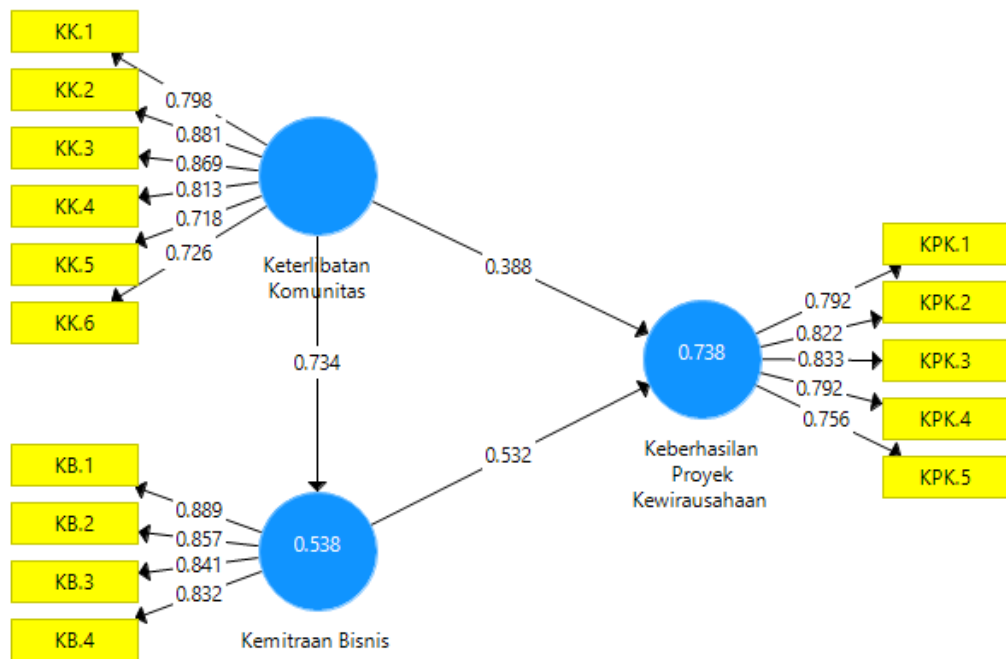 KK.1
KK.2
KK.3
KK.4
KK.5
KK.6
0.798
0.881
0.869
0.813
0.718
0.726
Keterlibatan
Komunitas
0.388
0.734
KB.1
KB.2
KB.3
KB.4
0.889
0.857
0.841
0.832
0.538
Kemitraan Bisnis
0.532
0.738
Keberhasilan
Proyek
Kewirausahaan
0.792
0.822
0.833
0.792
0.756
KPK.1
KPK.2
KPK.3
KPK.4
KPK.5